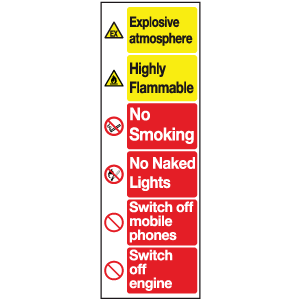 EX
Explosive
atmosphere
Highly
Flammable
No
Smoking
No Naked
Lights
Switch off
mobile
phones
Switch
off
engine